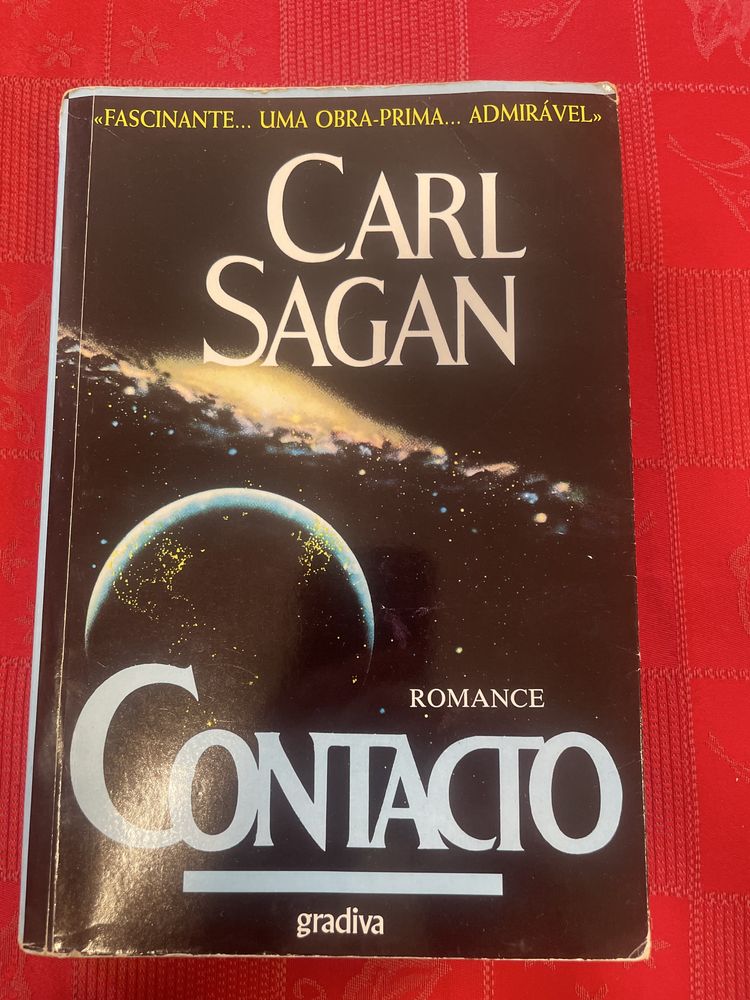 «FASCINANTE... UMA OBRA-PRIMA... ADMIRÁVEL»
CARL
SAGAN
ROMANCE
CONTACTO
gradiva